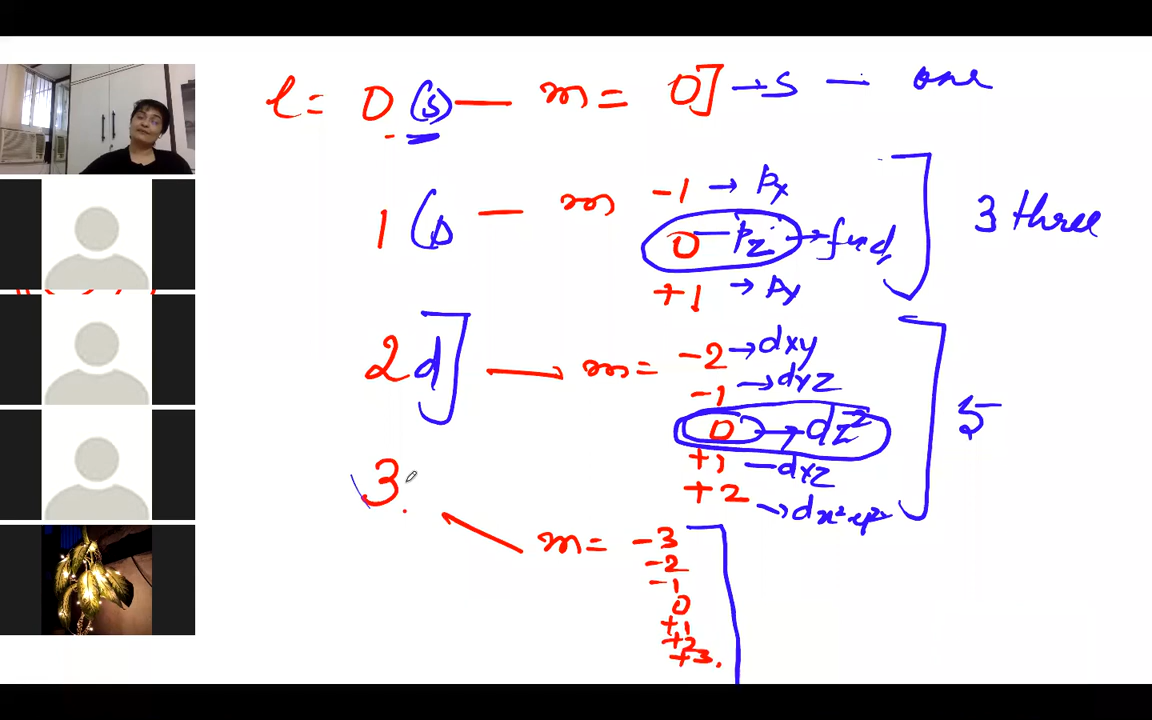 l = 0 (s) — m = 0] → s — one
1 (p — m -1 → px
0 — pz → fixed
+1 → py
3 three
2 d] — m = -2 → dxy
-1 → dyz
0 → dz²
+1 — dxz
+2 → dx²-y²
5
3.
m = -3
-2
-1
0
+1
+2
+3.